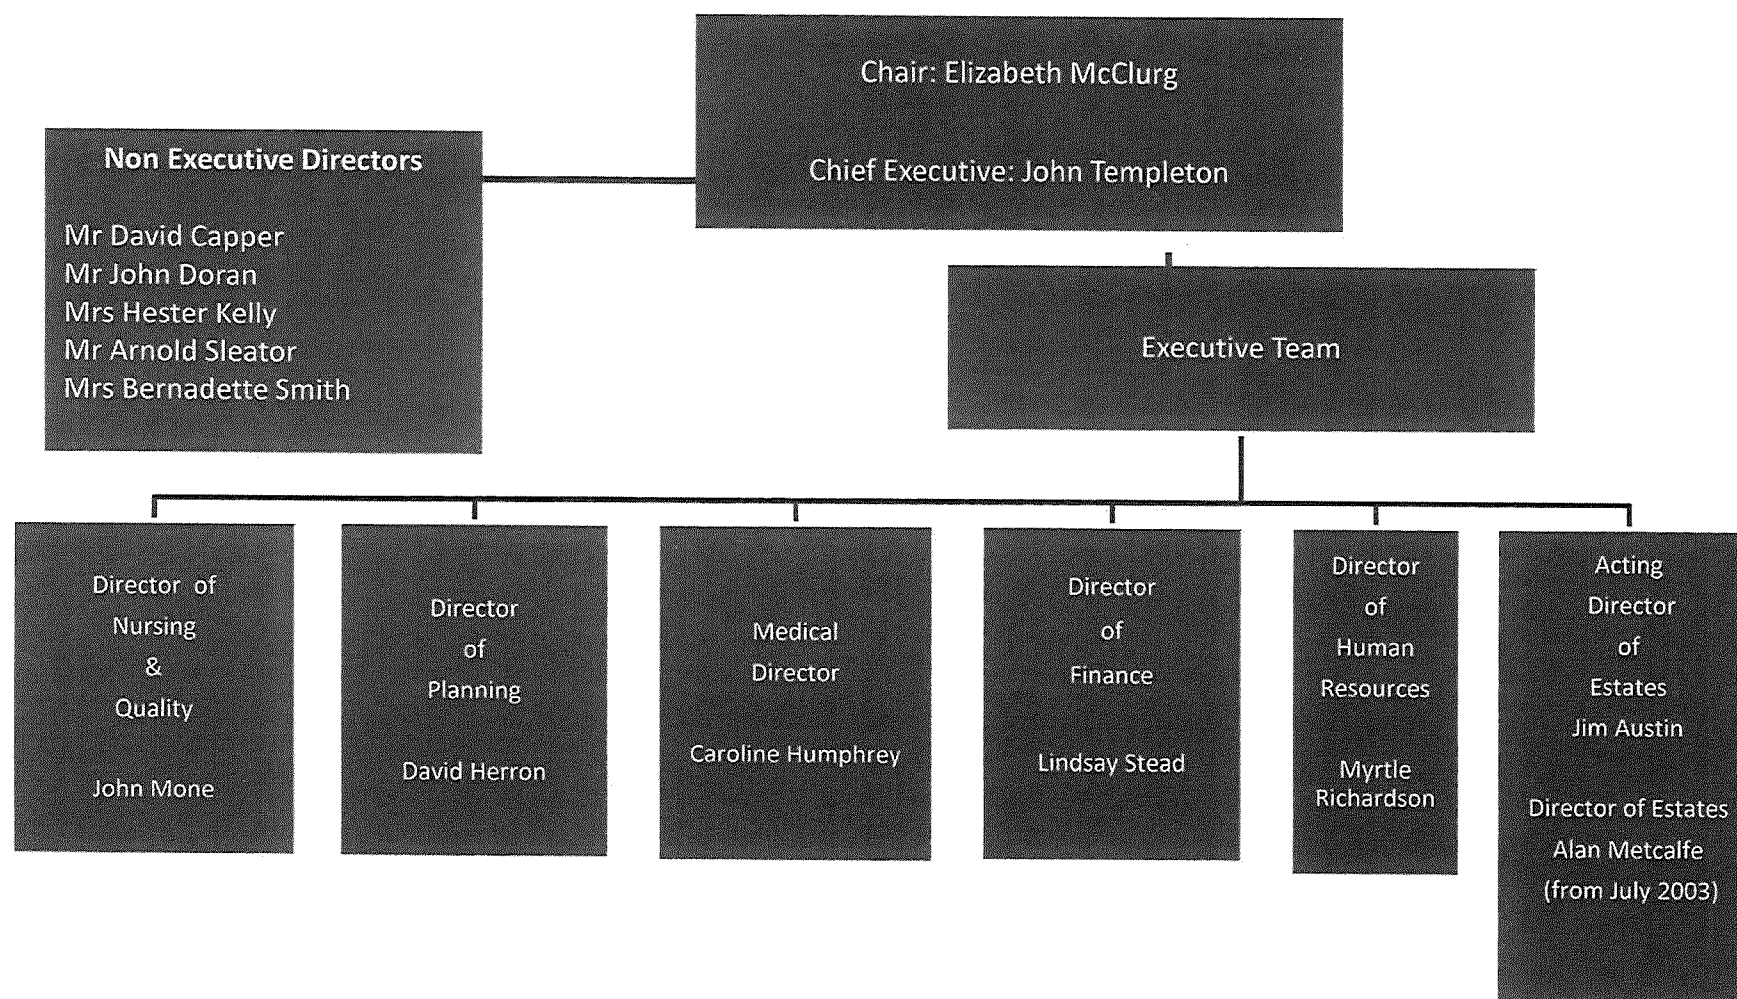 Chair: Elizabeth McClurg
Chief Executive: John Templeton
Non Executive Directors
Mr David Capper
Mr John Doran
Mrs Hester Kelly
Mr Arnold Sleator
Mrs Bernadette Smith
Executive Team
Director of
Nursing
&
Quality
John Mone
Director
of
Planning
David Herron
Medical
Director
Caroline Humphrey
Director
of
Finance
Lindsay Stead
Director
of
Human
Resources
Myrtle
Richardson
Acting
Director
of
Estates
Jim Austin
Director of Estates
Alan Metcalfe
(from July 2003)